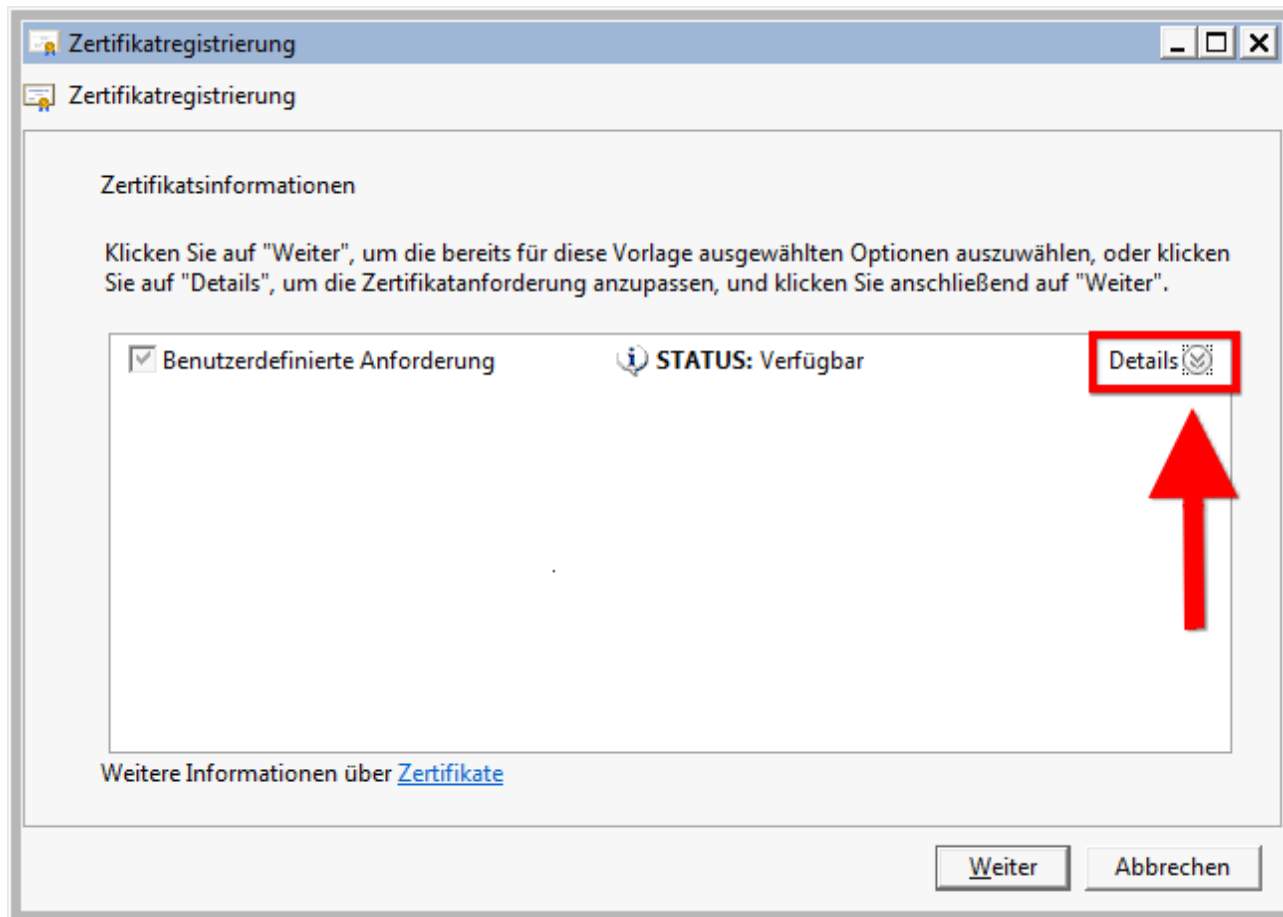 Zertifikatregistrierung
Zertifikatregistrierung
Zertifikatsinformationen
Klicken Sie auf "Weiter", um die bereits für diese Vorlage ausgewählten Optionen auszuwählen, oder klicken
Sie auf "Details", um die Zertifikatanforderung anzupassen, und klicken Sie anschließend auf "Weiter".
Benutzerdefinierte Anforderung STATUS: Verfügbar Details
Weitere Informationen über Zertifikate
Weiter Abbrechen